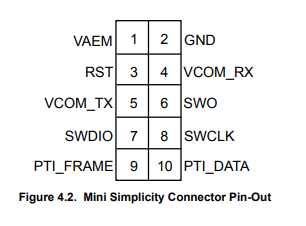 VAEM 1 2 GND
RST 3 4 VCOM_RX
VCOM_TX 5 6 SWO
SWDIO 7 8 SWCLK
PTI_FRAME 9 10 PTI_DATA
Figure 4.2. Mini Simplicity Connector Pin-Out